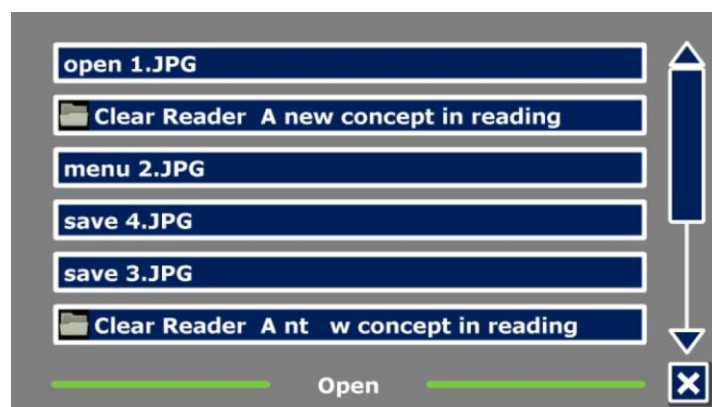 open 1.JPG
Clear Reader A new concept in reading
menu 2.JPG
save 4.JPG
save 3.JPG
Clear Reader A nt w concept in reading
Open